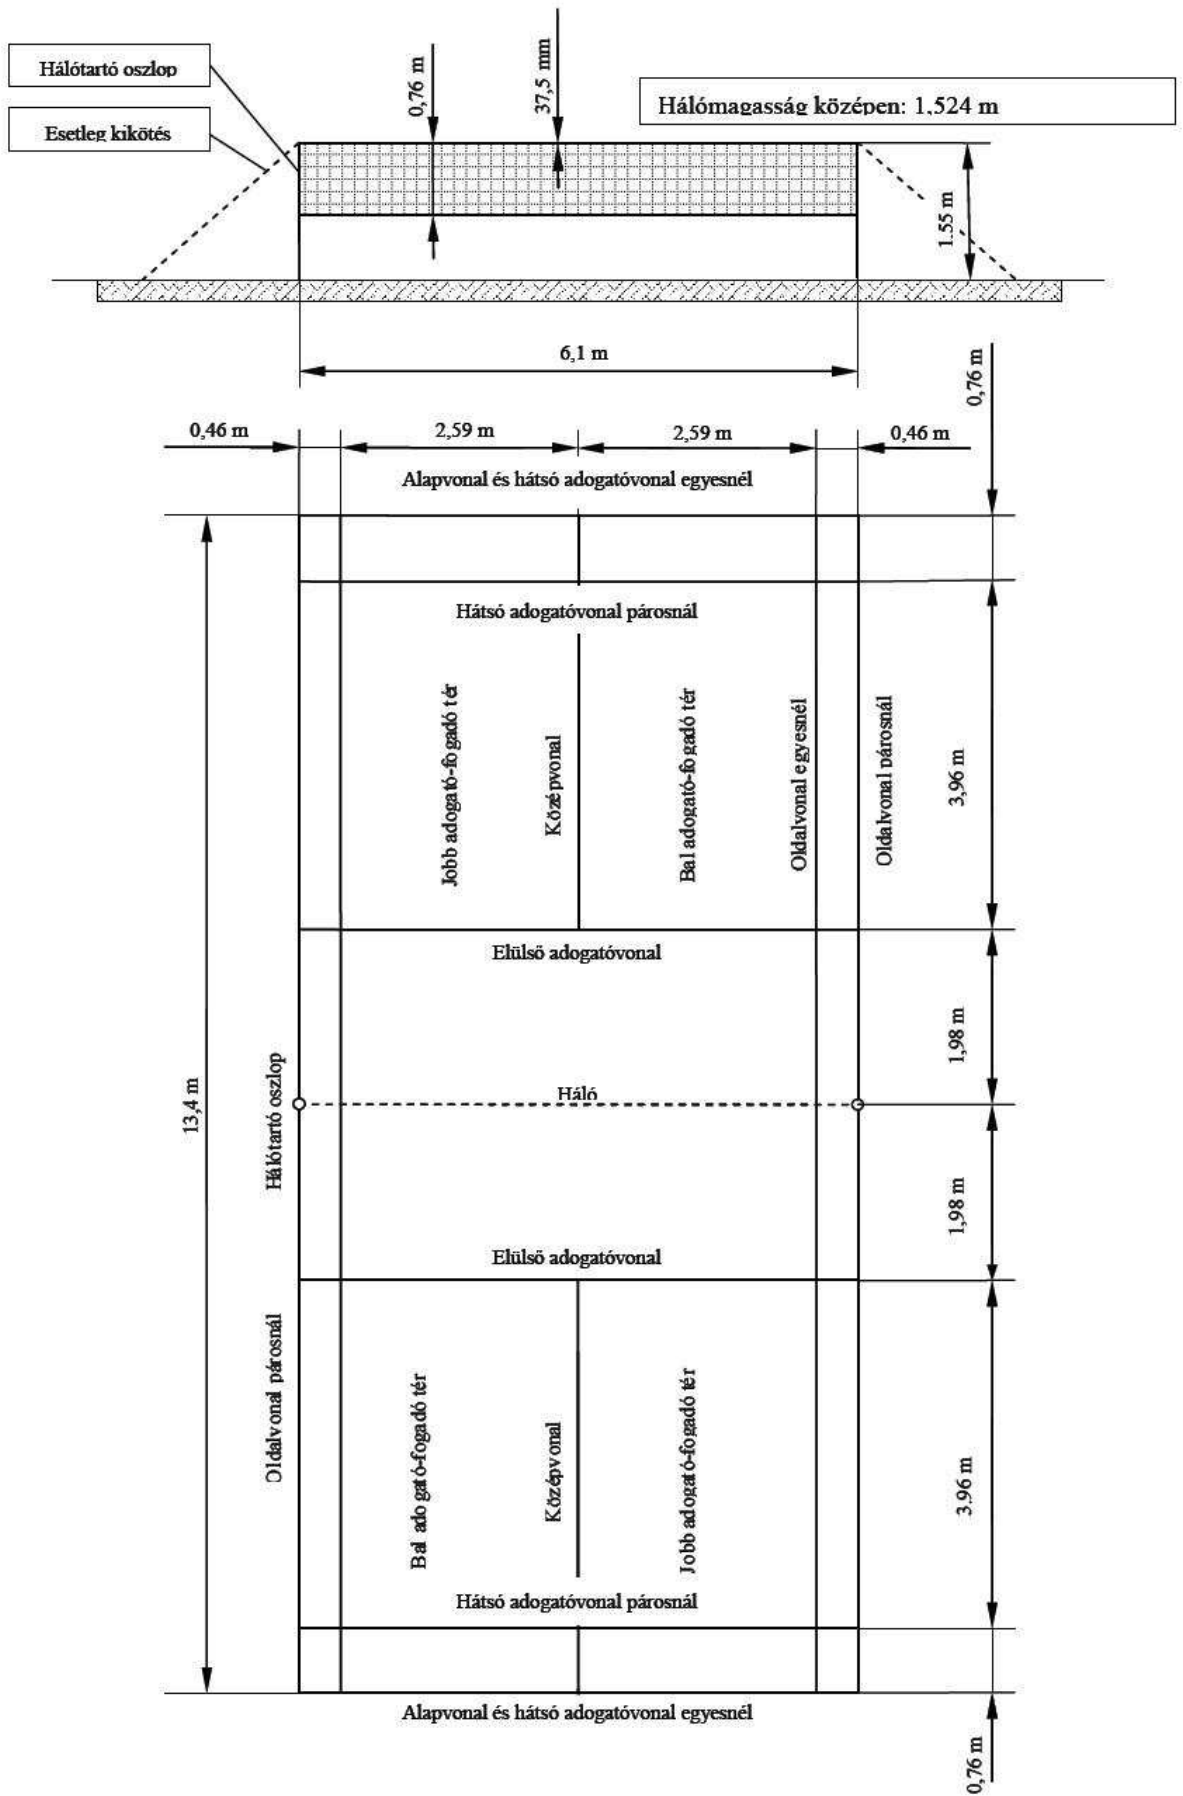 Hálótartó oszlop
Esetleg kikötés
0,76 m
37,5 mm
Hálómagasság középen: 1,524 m
1.55 m
6,1 m
0,76 m
0,46 m
2,59 m
2,59 m
0,46 m
Alapvonal és hátsó adogatóvonal egyesnél
Hátsó adogatóvonal párosnál
Jobb adogató-fogadó tér
Középvonal
Bal adogató-fogadó tér
Oldalvonal egyesnél
Oldalvonal párosnál
3,96 m
Elülső adogatóvonal
1,98 m
13,4 m
Hálótartó oszlop
Háló
1,98 m
Elülső adogatóvonal
Oldalvonal párosnál
Bal adogató-fogadó tér
Középvonal
Jobb adogató-fogadó tér
3.96 m
Hátsó adogatóvonal párosnál
Alapvonal és hátsó adogatóvonal egyesnél
0,76 m